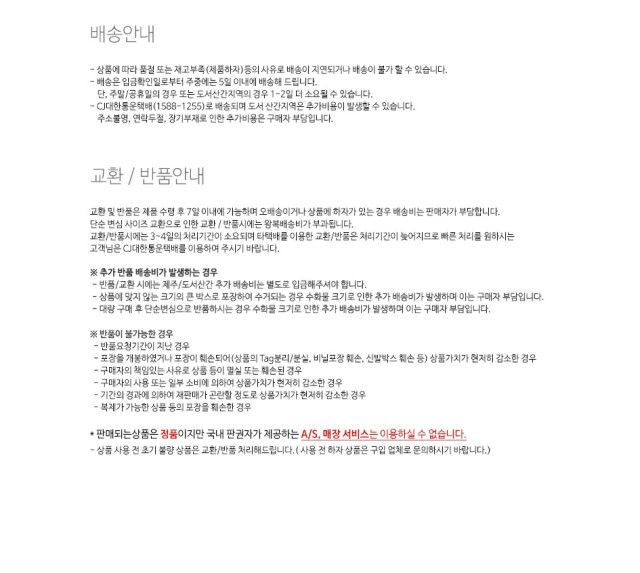 배송안내
- 상품에 따라 품절 또는 재고부족(제품하자)등의 사유로 배송이 지연되거나 배송이 불가 할 수 있습니다.
- 배송은 입금확인일로부터 주중에는 5일 이내에 배송해 드립니다.
단, 주말/공휴일의 경우 또는 도서산간지역의 경우 1-2일 더 소요될 수 있습니다.
- CJ대한통운택배(1588-1255)로 배송되며 도서 산간지역은 추가비용이 발생할 수 있습니다.
주소불명, 연락두절, 장기부재로 인한 추가비용은 구매자 부담입니다.
교환 / 반품안내
교환 및 반품은 제품 수령 후 7일 이내에 가능하며 오배송이거나 상품에 하자가 있는 경우 배송비는 판매자가 부담합니다.
단순 변심 사이즈 교환으로 인한 교환 / 반품시에는 왕복배송비가 부과됩니다.
교환/반품시에는 3~4일의 처리기간이 소요되며 타택배를 이용한 교환/반품은 처리기간이 늦어지므로 빠른 처리를 원하시는
고객님은 CJ대한통운택배를 이용하여 주시기 바랍니다.
※ 추가 반품 배송비가 발생하는 경우
- 반품/교환 시에는 제주/도서산간 추가 배송비는 별도로 입금해주셔야 합니다.
- 상품에 맞지 않는 크기의 큰 박스로 포장하여 수거되는 경우 수화물 크기로 인한 추가 배송비가 발생하며 이는 구매자 부담입니다.
- 대량 구매 후 단순변심으로 반품하시는 경우 수화물 크기로 인한 추가 배송비가 발생하며 이는 구매자 부담입니다.
※ 반품이 불가능한 경우
- 반품요청기간이 지난 경우
- 포장을 개봉하였거나 포장이 훼손되어(상품의 Tag분리/분실, 비닐포장 훼손, 신발박스 훼손 등) 상품가치가 현저히 감소한 경우
- 구매자의 책임있는 사유로 상품 등이 멸실 또는 훼손된 경우
- 구매자의 사용 또는 일부 소비에 의하여 상품가치가 현저히 감소한 경우
- 기간의 경과에 의하여 재판매가 곤란할 정도로 상품가치가 현저히 감소한 경우
- 복제가 가능한 상품 등의 포장을 훼손한 경우
* 판매되는상품은 정품이지만 국내 판권자가 제공하는 A/S, 매장 서비스는 이용하실 수 없습니다.
- 상품 사용 전 초기 불량 상품은 교환/반품 처리해드립니다.( 사용 전 하자 상품은 구입 업체로 문의하시기 바랍니다.)